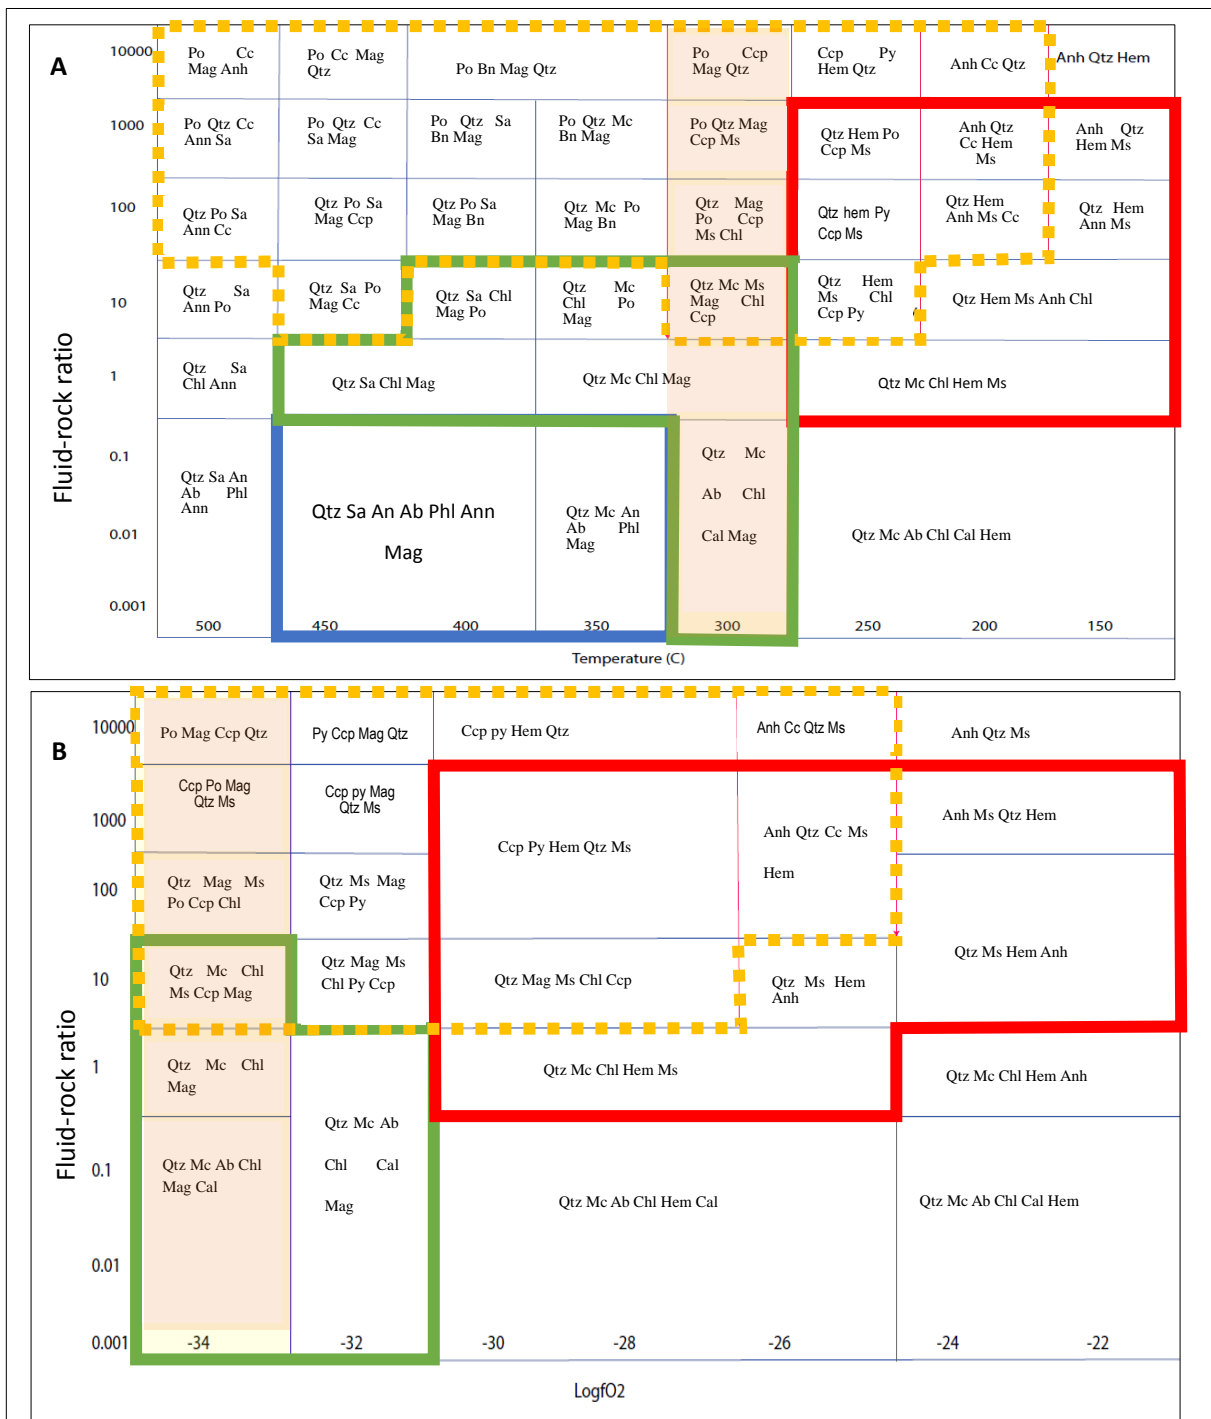 A
Fluid-rock ratio
10000
Po Cc
Mag Anh
Po Cc Mag
Qtz
Po Bn Mag Qtz
Po Ccp
Mag Qtz
Ccp Py
Hem Qtz
Anh Cc Qtz
Anh Qtz Hem
1000
Po Qtz Cc
Ann Sa
Po Qtz Cc
Sa Mag
Po Qtz Sa
Bn Mag
Po Qtz Mc
Bn Mag
Po Qtz Mag
Ccp Ms
Qtz Hem Po
Ccp Ms
Anh Qtz
Cc Hem
Ms
Anh Qtz
Hem Ms
100
Qtz Po Sa
Ann Cc
Qtz Po Sa
Mag Ccp
Qtz Po Sa
Mag Bn
Qtz Mc Po
Mag Bn
Qtz Mag
Po Ccp
Ms Chl
Qtz hem Py
Ccp Ms
Qtz Hem
Anh Ms Cc
Qtz Hem
Ann Ms
10
Qtz Sa
Ann Po
Qtz Sa Po
Mag Cc
Qtz Sa Chl
Mag Po
Qtz Mc
Chl Po
Mag
Qtz Mc Ms
Mag Chl
Ccp
Qtz Hem
Ms Chl
Ccp Py
Qtz Hem Ms Anh Chl
1
Qtz Sa
Chl Ann
Qtz Sa Chl Mag
Qtz Mc Chl Mag
Qtz Mc Chl Hem Ms
0.1
0.01
0.001
Qtz Sa An
Ab Phl
Ann
Qtz Sa An Ab Phl Ann
Mag
Qtz Mc An
Ab Phl
Mag
Qtz Mc
Ab Chl
Cal Mag
Qtz Mc Ab Chl Cal Hem
500 450 400 350 300 250 200 150
Temperature (C)
B
Fluid-rock ratio
10000
Po Mag Ccp Qtz
Py Ccp Mag Qtz
Ccp py Hem Qtz
Anh Cc Qtz Ms
Anh Qtz Ms
1000
Ccp Po Mag
Qtz Ms
Ccp py Mag
Qtz Ms
Ccp Py Hem Qtz Ms
Anh Qtz Cc Ms
Hem
Anh Ms Qtz Hem
100
Qtz Mag Ms
Po Ccp Chl
Qtz Ms Mag
Ccp Py
Qtz Ms Hem Anh
10
Qtz Mc Chl
Ms Ccp Mag
Qtz Mag Ms
Chl Py Ccp
Qtz Mag Ms Chl Ccp
Qtz Ms Hem
Anh
1
Qtz Mc Chl
Mag
Qtz Mc Ab
Chl Cal
Mag
Qtz Mc Chl Hem Ms
Qtz Mc Chl Hem Anh
0.1
Qtz Mc Ab Chl
Mag Cal
Qtz Mc Ab Chl Hem Cal
Qtz Mc Ab Chl Cal Hem
0.01
0.001
-34 -32 -30 -28 -26 -24 -22
LogfO2